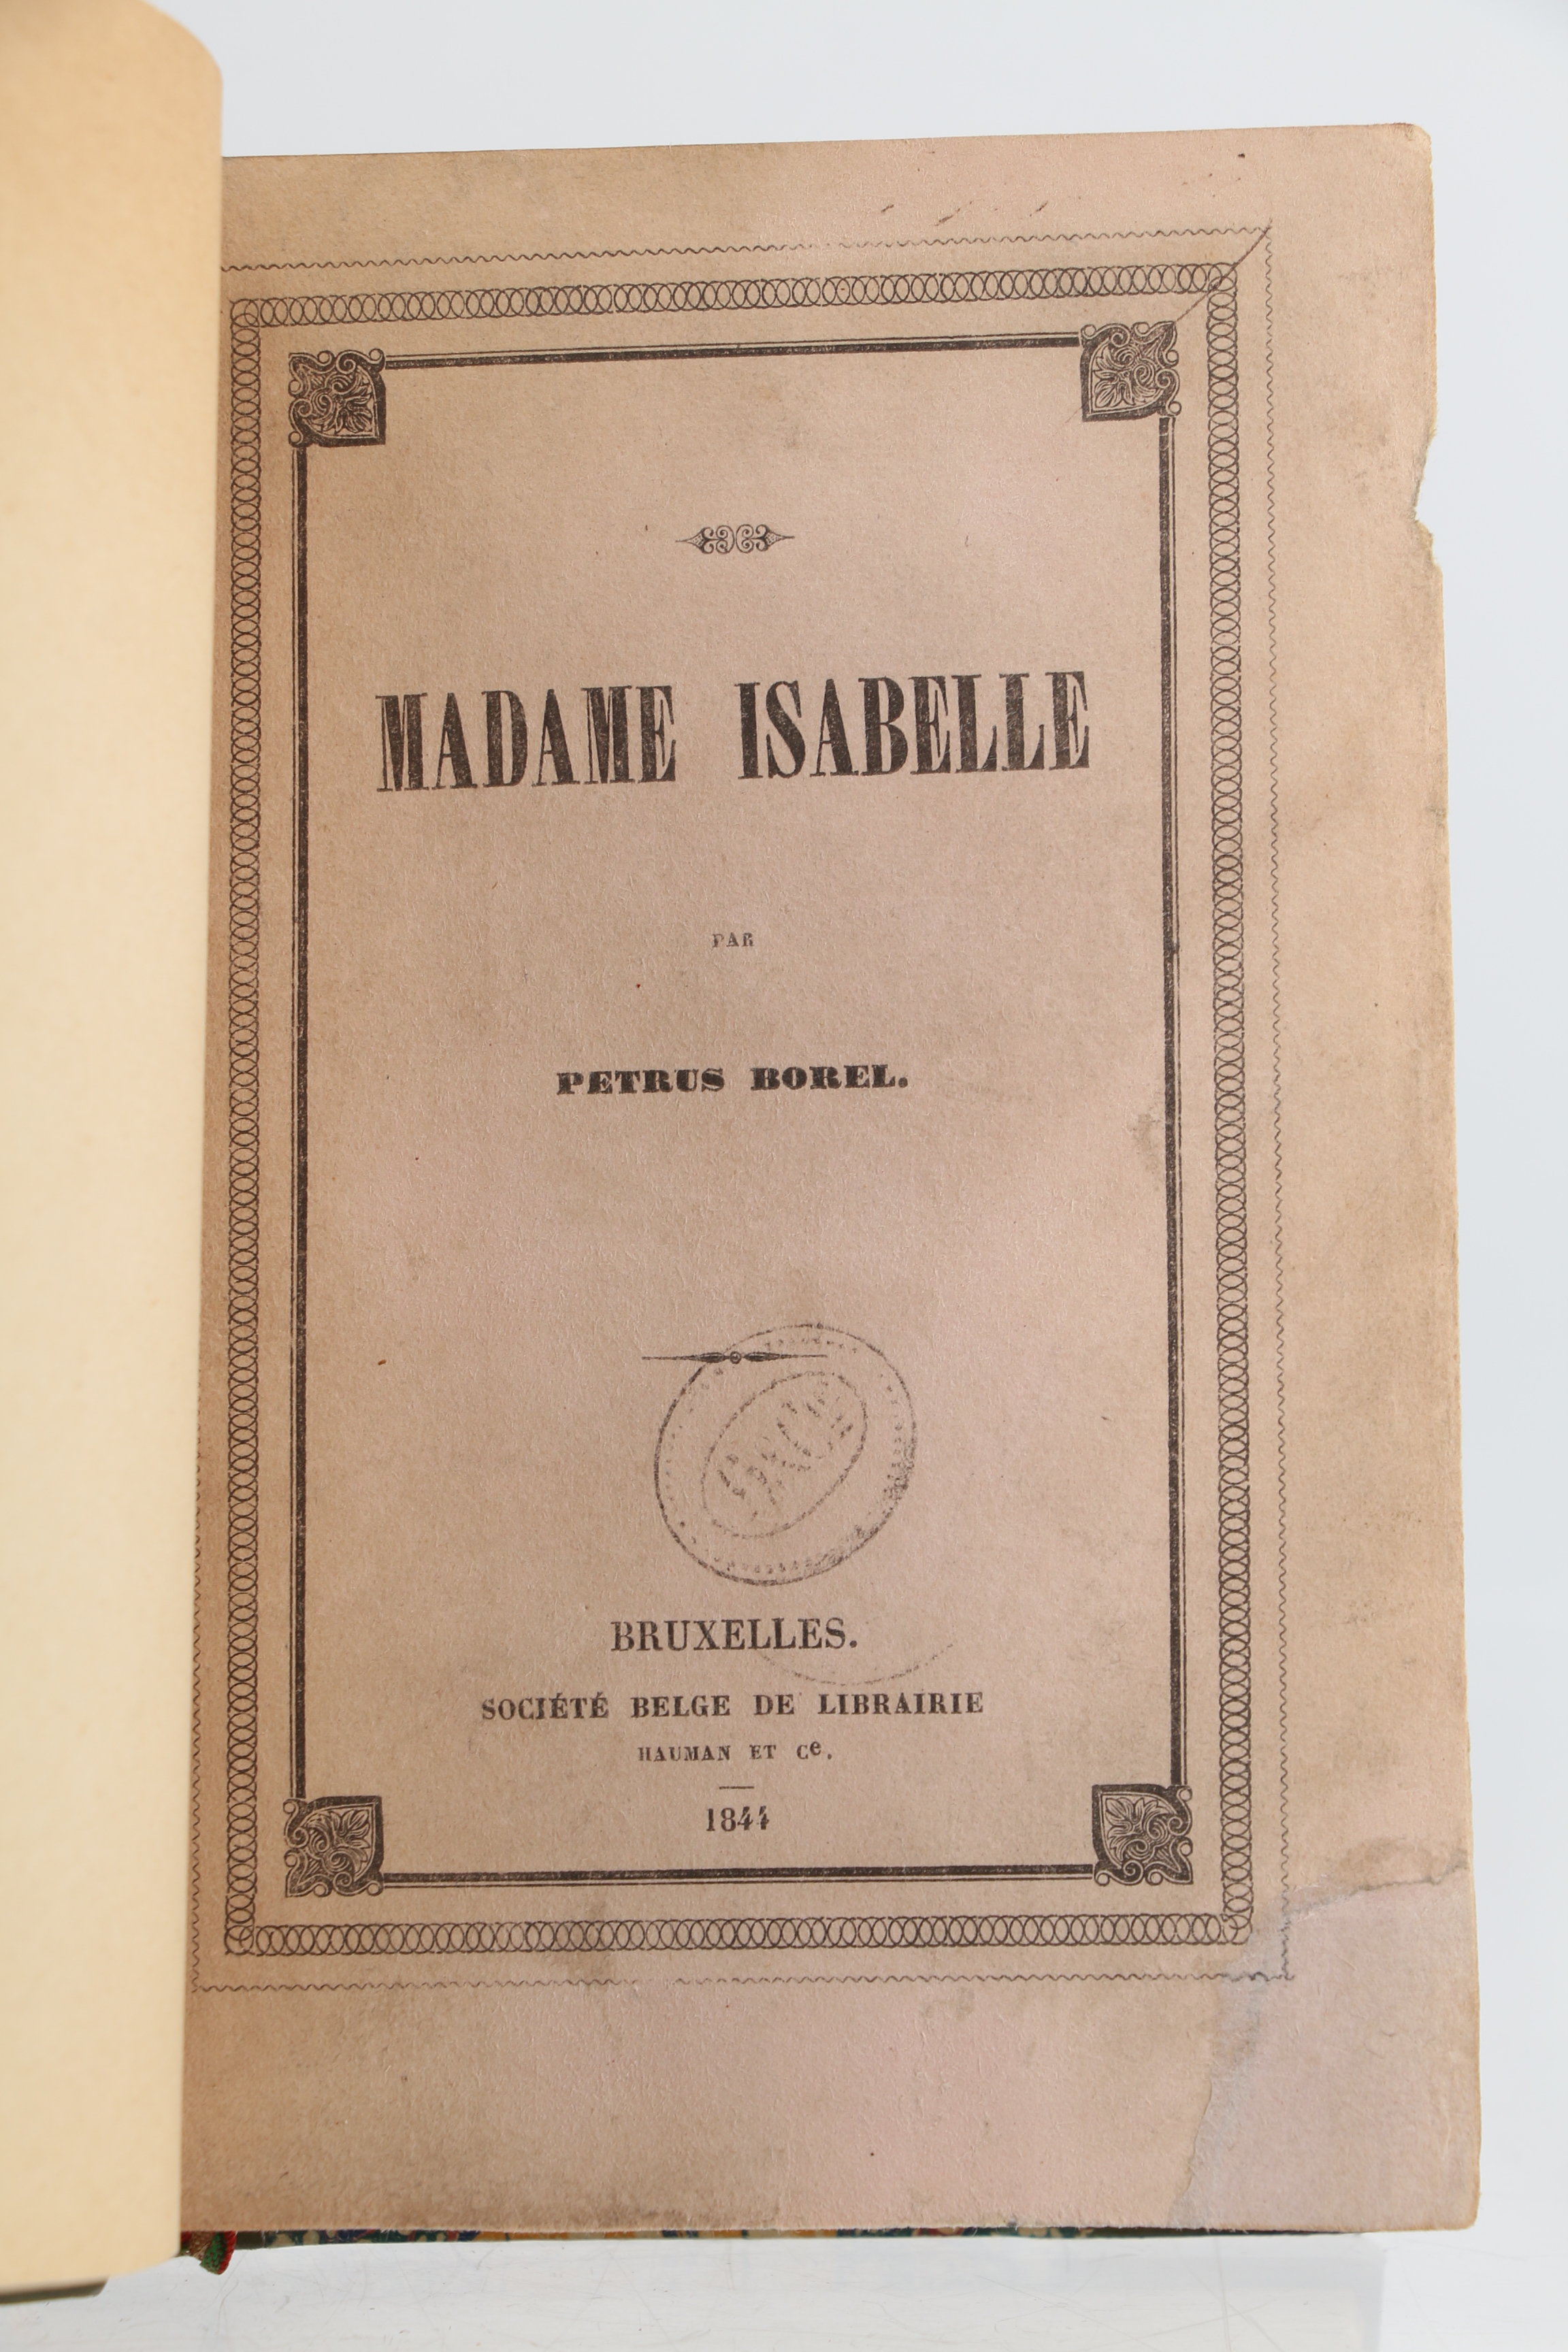 MADAME ISABELLE
PAR
PETRUS BOREL.
BRUXELLES.
SOCIÉTÉ BELGE DE LIBRAIRIE
HAUMAN ET Ce.
1844